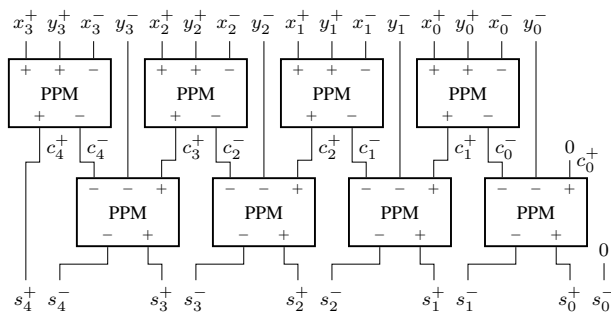 x₃⁺ y₃⁺ x₃⁻ y₃⁻ x₂⁺ y₂⁺ x₂⁻ y₂⁻ x₁⁺ y₁⁺ x₁⁻ y₁⁻ x₀⁺ y₀⁺ x₀⁻ y₀⁻
+ + − + + − + + − + + −
PPM PPM PPM PPM
+ − + − + − + −
c₄⁺ c₄⁻ c₃⁺ c₂⁻ c₂⁺ c₁⁻ c₁⁺ c₀⁻ 0 c₀⁺
− − + − − + − − + − − +
PPM PPM PPM PPM
− + − + − + − +
0
s₄⁺ s₄⁻ s₃⁺ s₃⁻ s₂⁺ s₂⁻ s₁⁺ s₁⁻ s₀⁺ s₀⁻